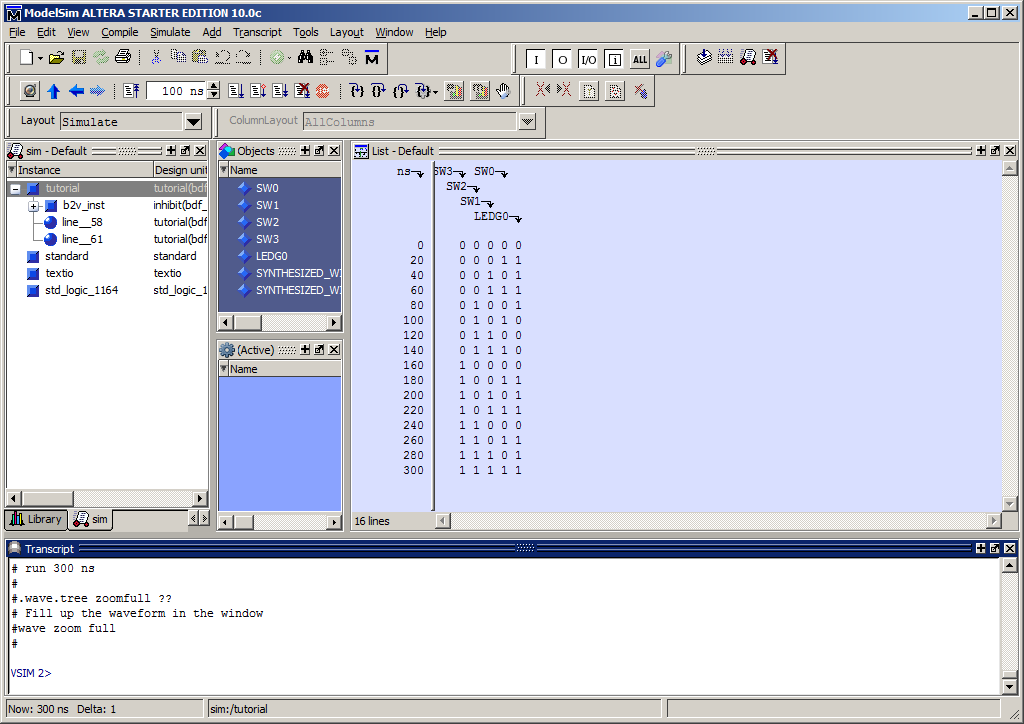 ModelSim ALTERA STARTER EDITION 10.0c
File Edit View Compile Simulate Add Transcript Tools Layout Window Help
I O I/O i ALL
100 ns
Layout Simulate ColumnLayout AllColumns
sim - Default
Instance Design unit
tutorial tutorial(bdf
b2v_inst inhibit(bdf_
line__58 tutorial(bdf
line__61 tutorial(bdf
standard standard
textio textio
std_logic_1164 std_logic_1
Library sim
Objects
Name
SW0
SW1
SW2
SW3
LEDG0
SYNTHESIZED_WI
SYNTHESIZED_WI
(Active)
Name
List - Default
ns SW3 SW0
SW2
SW1
LEDG0
0 0 0 0 0 0
20 0 0 0 1 1
40 0 0 1 0 1
60 0 0 1 1 1
80 0 1 0 0 1
100 0 1 0 1 0
120 0 1 1 0 0
140 0 1 1 1 0
160 1 0 0 0 0
180 1 0 0 1 1
200 1 0 1 0 1
220 1 0 1 1 1
240 1 1 0 0 0
260 1 1 0 1 1
280 1 1 1 0 1
300 1 1 1 1 1
16 lines
Transcript
# run 300 ns
#
#.wave.tree zoomfull ??
# Fill up the waveform in the window
#wave zoom full
#
VSIM 2>
Now: 300 ns Delta: 1 sim:/tutorial